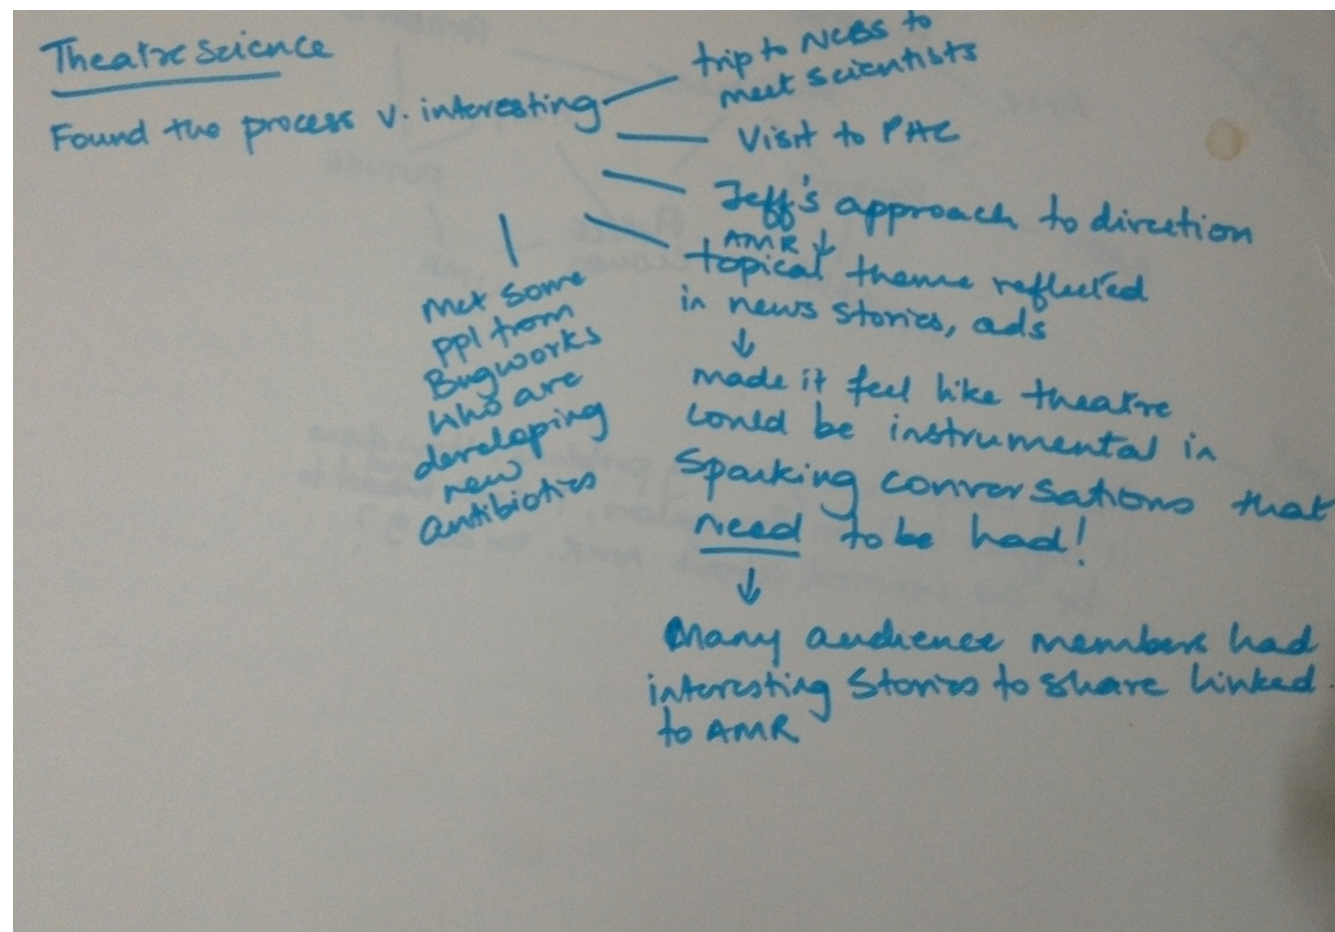 Theatre Science
Found the process v. interesting
trip to NCBS to
meet scientists
Visit to PHC
Jeff's approach to direction
AMR ↓
topical theme reflected
in news stories, ads
↓
made it feel like theatre
could be instrumental in
sparking conversations that
need to be had!
↓
Many audience members had
interesting stories to share linked
to AMR
Met some
ppl from
Bugworks
who are
developing
new
antibiotics